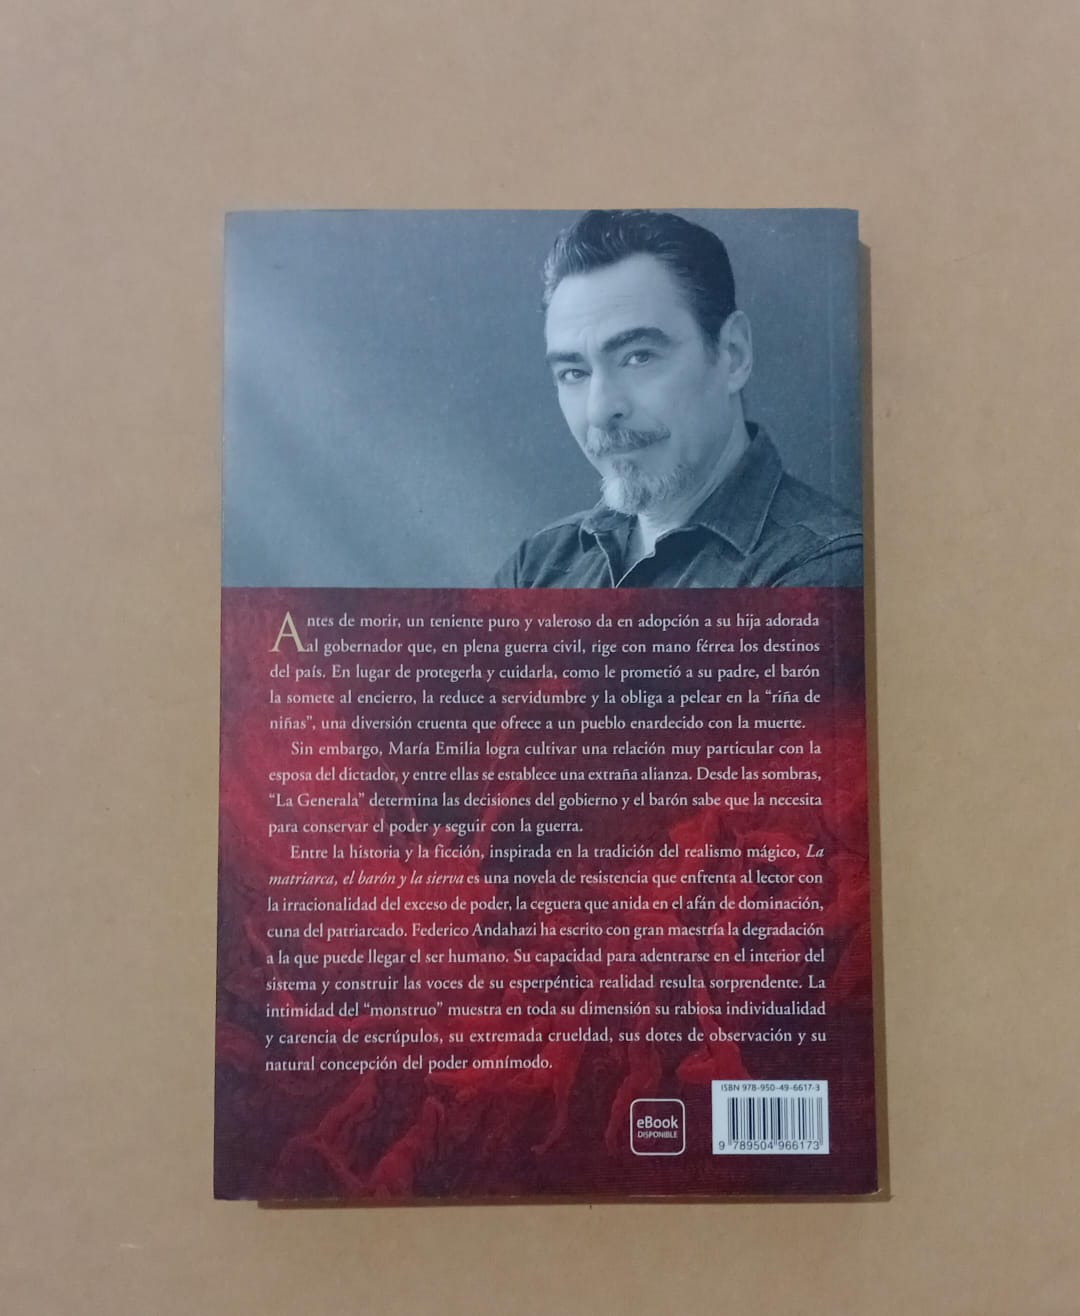 Antes de morir, un teniente puro y valeroso da en adopción a su hija adorada
al gobernador que, en plena guerra civil, rige con mano férrea los destinos
del país. En lugar de protegerla y cuidarla, como le prometió a su padre, el barón
la somete al encierro, la reduce a servidumbre y la obliga a pelear en la “riña de
niñas”, una diversión cruenta que ofrece a un pueblo enardecido con la muerte.
Sin embargo, María Emilia logra cultivar una relación muy particular con la
esposa del dictador, y entre ellas se establece una extraña alianza. Desde las sombras,
“La Generala” determina las decisiones del gobierno y el barón sabe que la necesita
para conservar el poder y seguir con la guerra.
Entre la historia y la ficción, inspirada en la tradición del realismo mágico, La
matriarca, el barón y la sierva es una novela de resistencia que enfrenta al lector con
la irracionalidad del exceso de poder, la ceguera que anida en el afán de dominación,
cuna del patriarcado. Federico Andahazi ha escrito con gran maestría la degradación
a la que puede llegar el ser humano. Su capacidad para adentrarse en el interior del
sistema y construir las voces de su esperpéntica realidad resulta sorprendente. La
intimidad del “monstruo” muestra en toda su dimensión su rabiosa individualidad
y carencia de escrúpulos, su extremada crueldad, sus dotes de observación y su
natural concepción del poder omnímodo.
ISBN 978-950-49-6617-3
eBook
DISPONIBLE
9 789504 966173